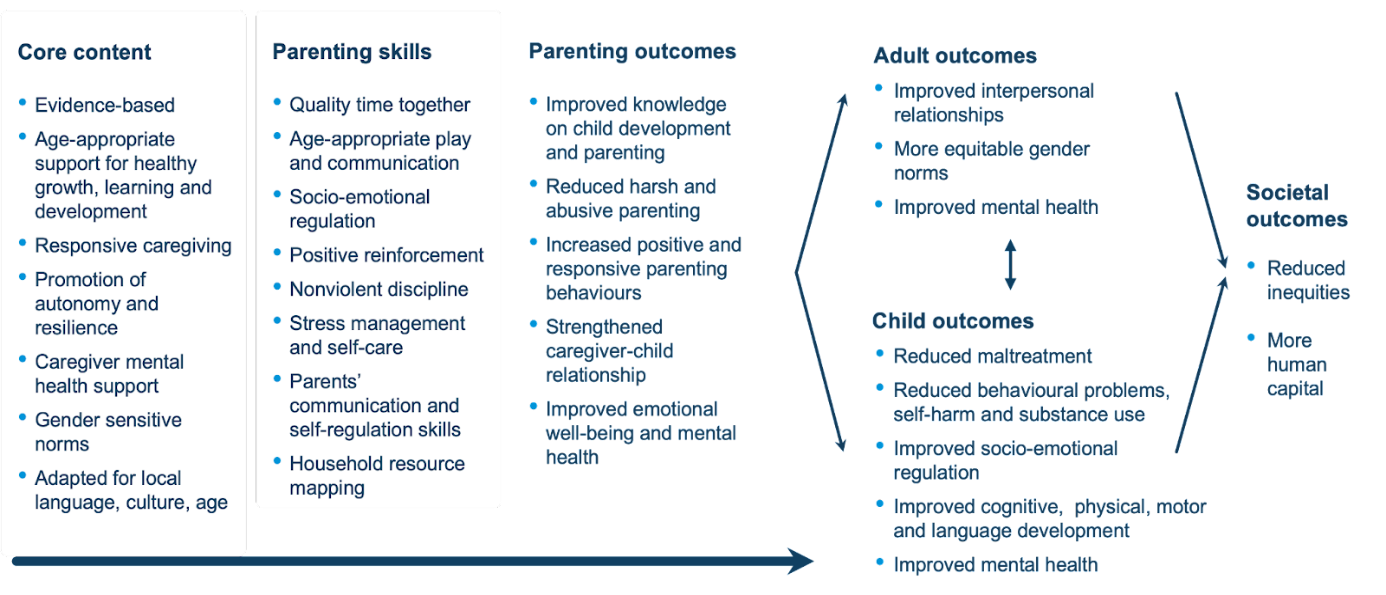 Core content
Evidence-based
Age-appropriate
support for healthy
growth, learning and
development
Responsive caregiving
Promotion of
autonomy and
resilience
Caregiver mental
health support
Gender sensitive
norms
Adapted for local
language, culture, age
Parenting skills
Quality time together
Age-appropriate play
and communication
Socio-emotional
regulation
Positive reinforcement
Nonviolent discipline
Stress management
and self-care
Parents’
communication and
self-regulation skills
Household resource
mapping
Parenting outcomes
Improved knowledge
on child development
and parenting
Reduced harsh and
abusive parenting
Increased positive and
responsive parenting
behaviours
Strengthened
caregiver-child
relationship
Improved emotional
well-being and mental
health
Adult outcomes
Improved interpersonal
relationships
More equitable gender
norms
Improved mental health
Child outcomes
Reduced maltreatment
Reduced behavioural problems,
self-harm and substance use
Improved socio-emotional
regulation
Improved cognitive, physical, motor
and language development
Improved mental health
Societal
outcomes
Reduced
inequities
More
human
capital